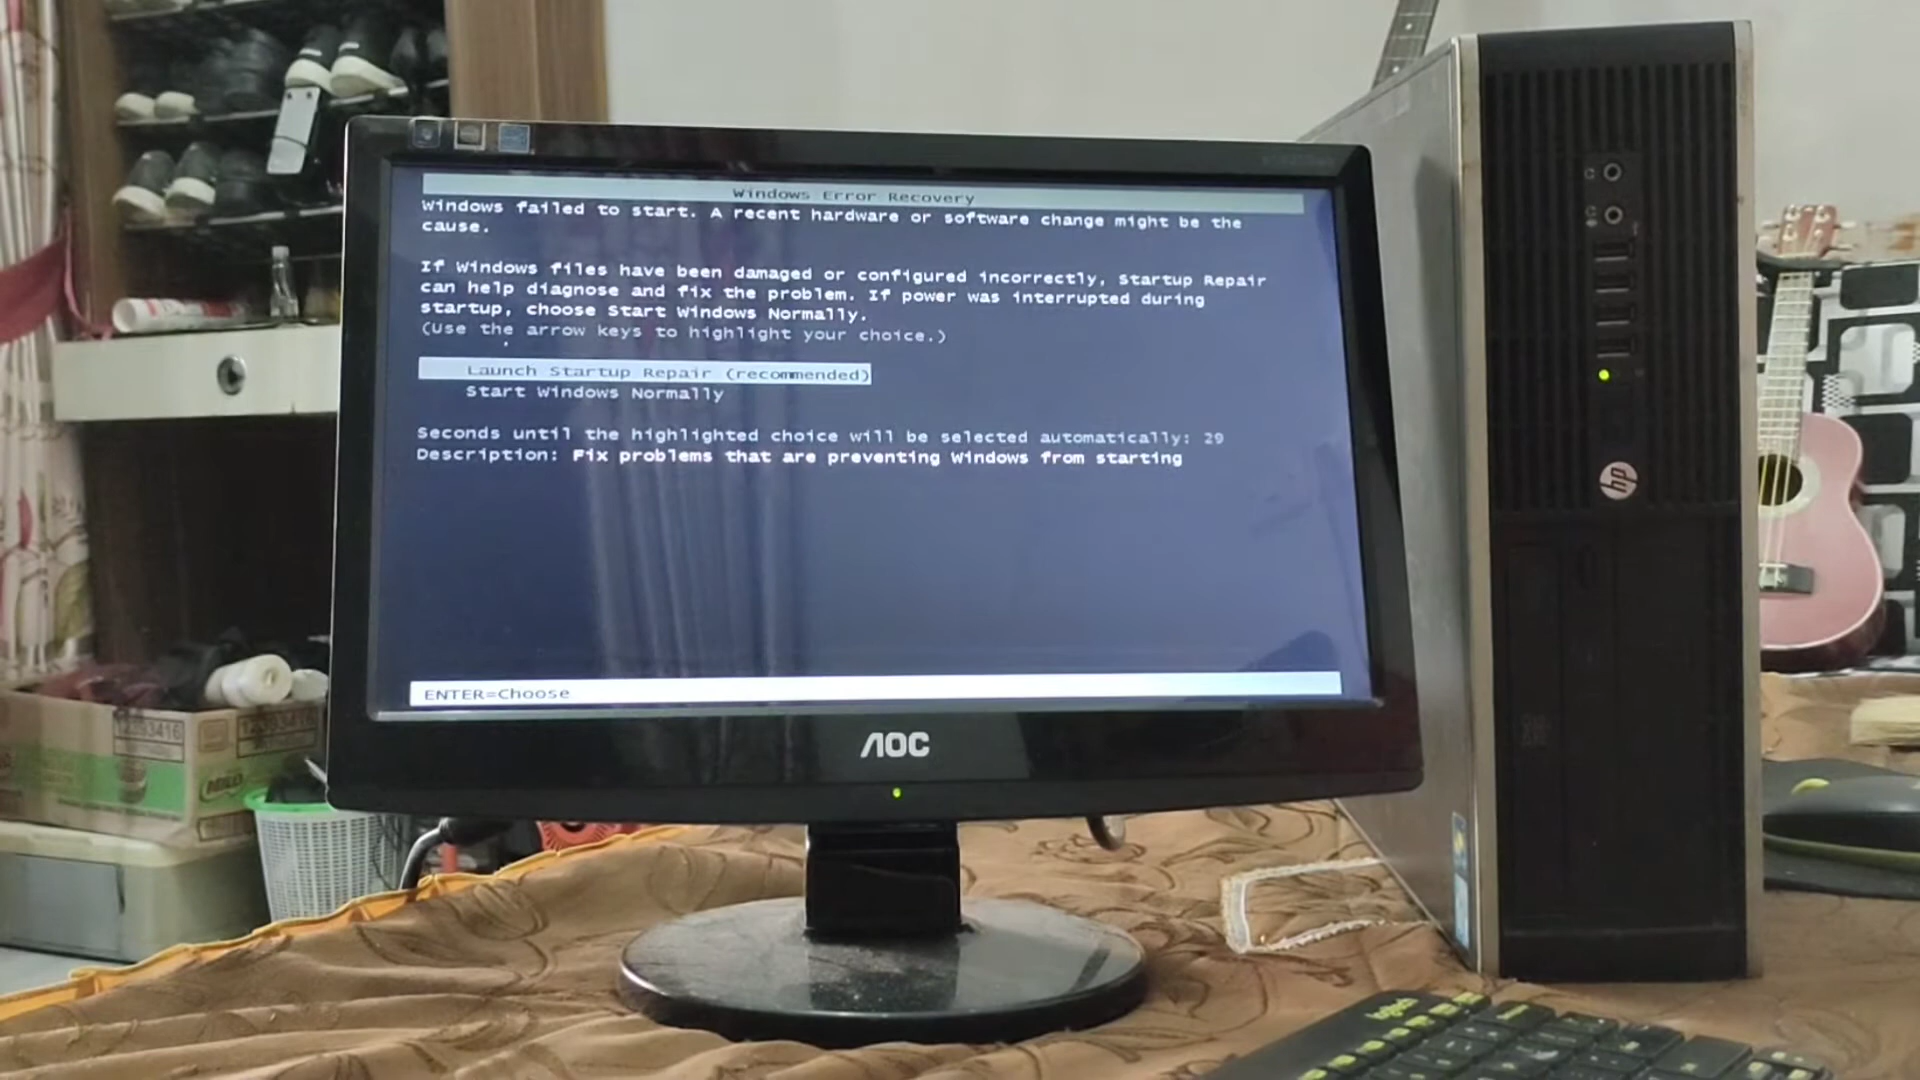 Windows Error Recovery
Windows failed to start. A recent hardware or software change might be the
cause.
If Windows files have been damaged or configured incorrectly, Startup Repair
can help diagnose and fix the problem. If power was interrupted during
startup, choose Start Windows Normally.
(Use the arrow keys to highlight your choice.)
Launch Startup Repair (recommended)
Start Windows Normally
Seconds until the highlighted choice will be selected automatically: 29
Description: Fix problems that are preventing Windows from starting
ENTER=Choose
AOC
hp
12393416
12393416
MILO
logitech